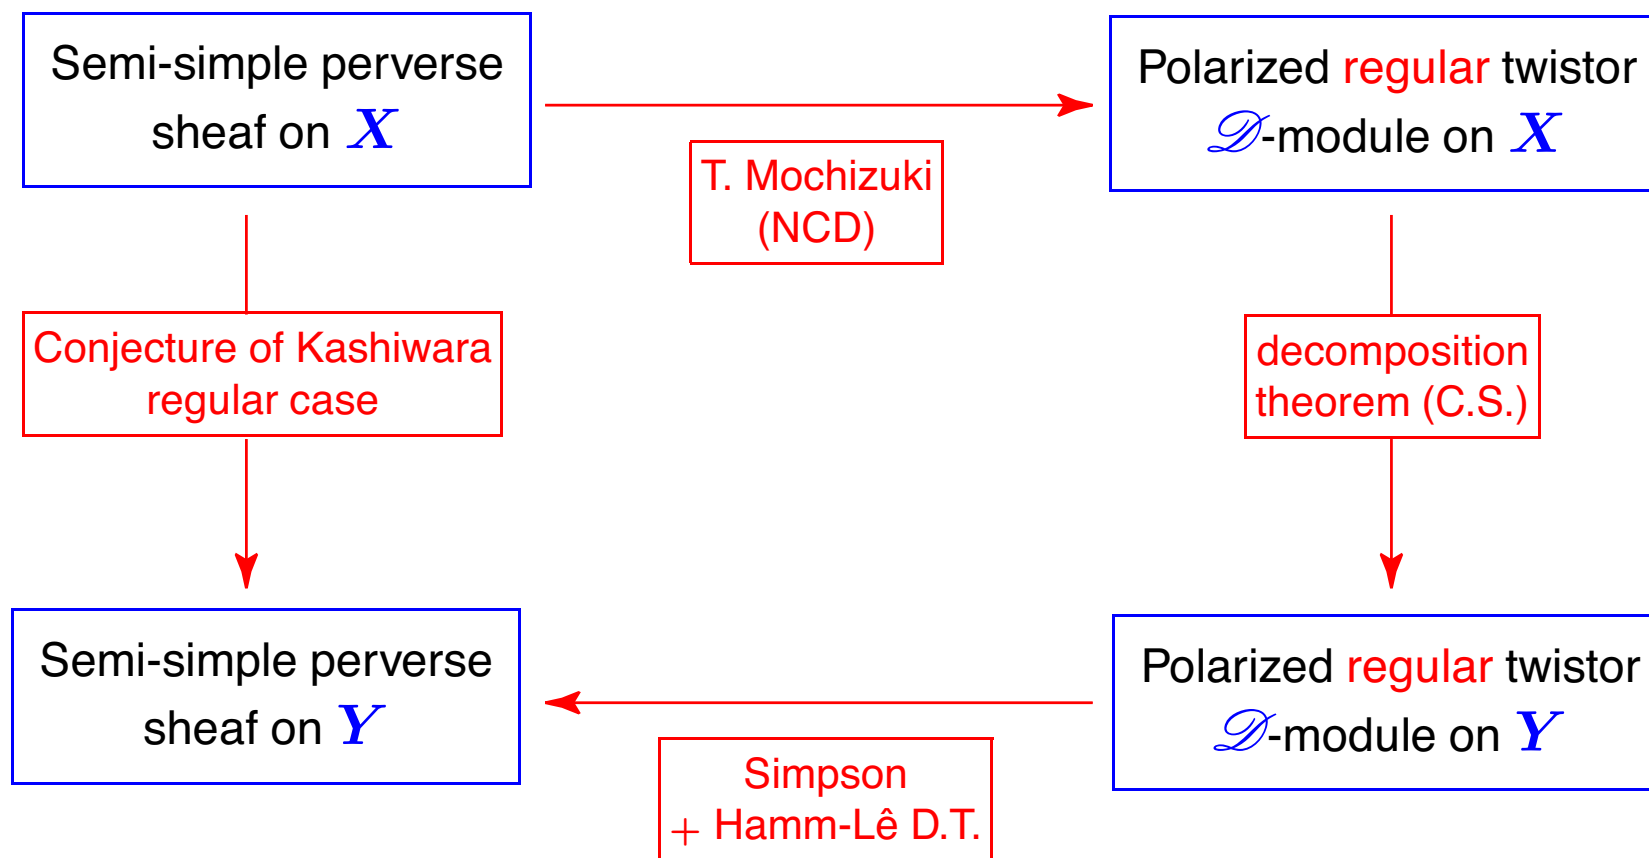 Semi-simple perverse
sheaf on X
Polarized regular twistor
𝒟-module on X
T. Mochizuki
(NCD)
Conjecture of Kashiwara
regular case
decomposition
theorem (C.S.)
Semi-simple perverse
sheaf on Y
Polarized regular twistor
𝒟-module on Y
Simpson
+ Hamm-Lê D.T.